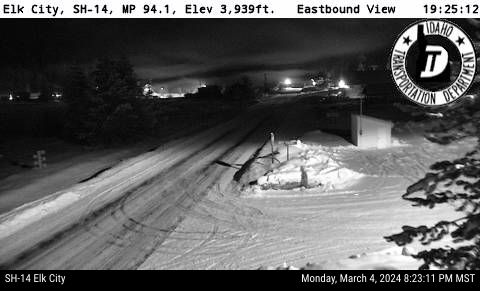 Elk City, SH-14, MP 94.1, Elev 3,939ft. Eastbound View 19:25:12
IDAHO
TRANSPORTATION DEPARTMENT
SH-14 Elk City Monday, March 4, 2024 8:23:11 PM MST